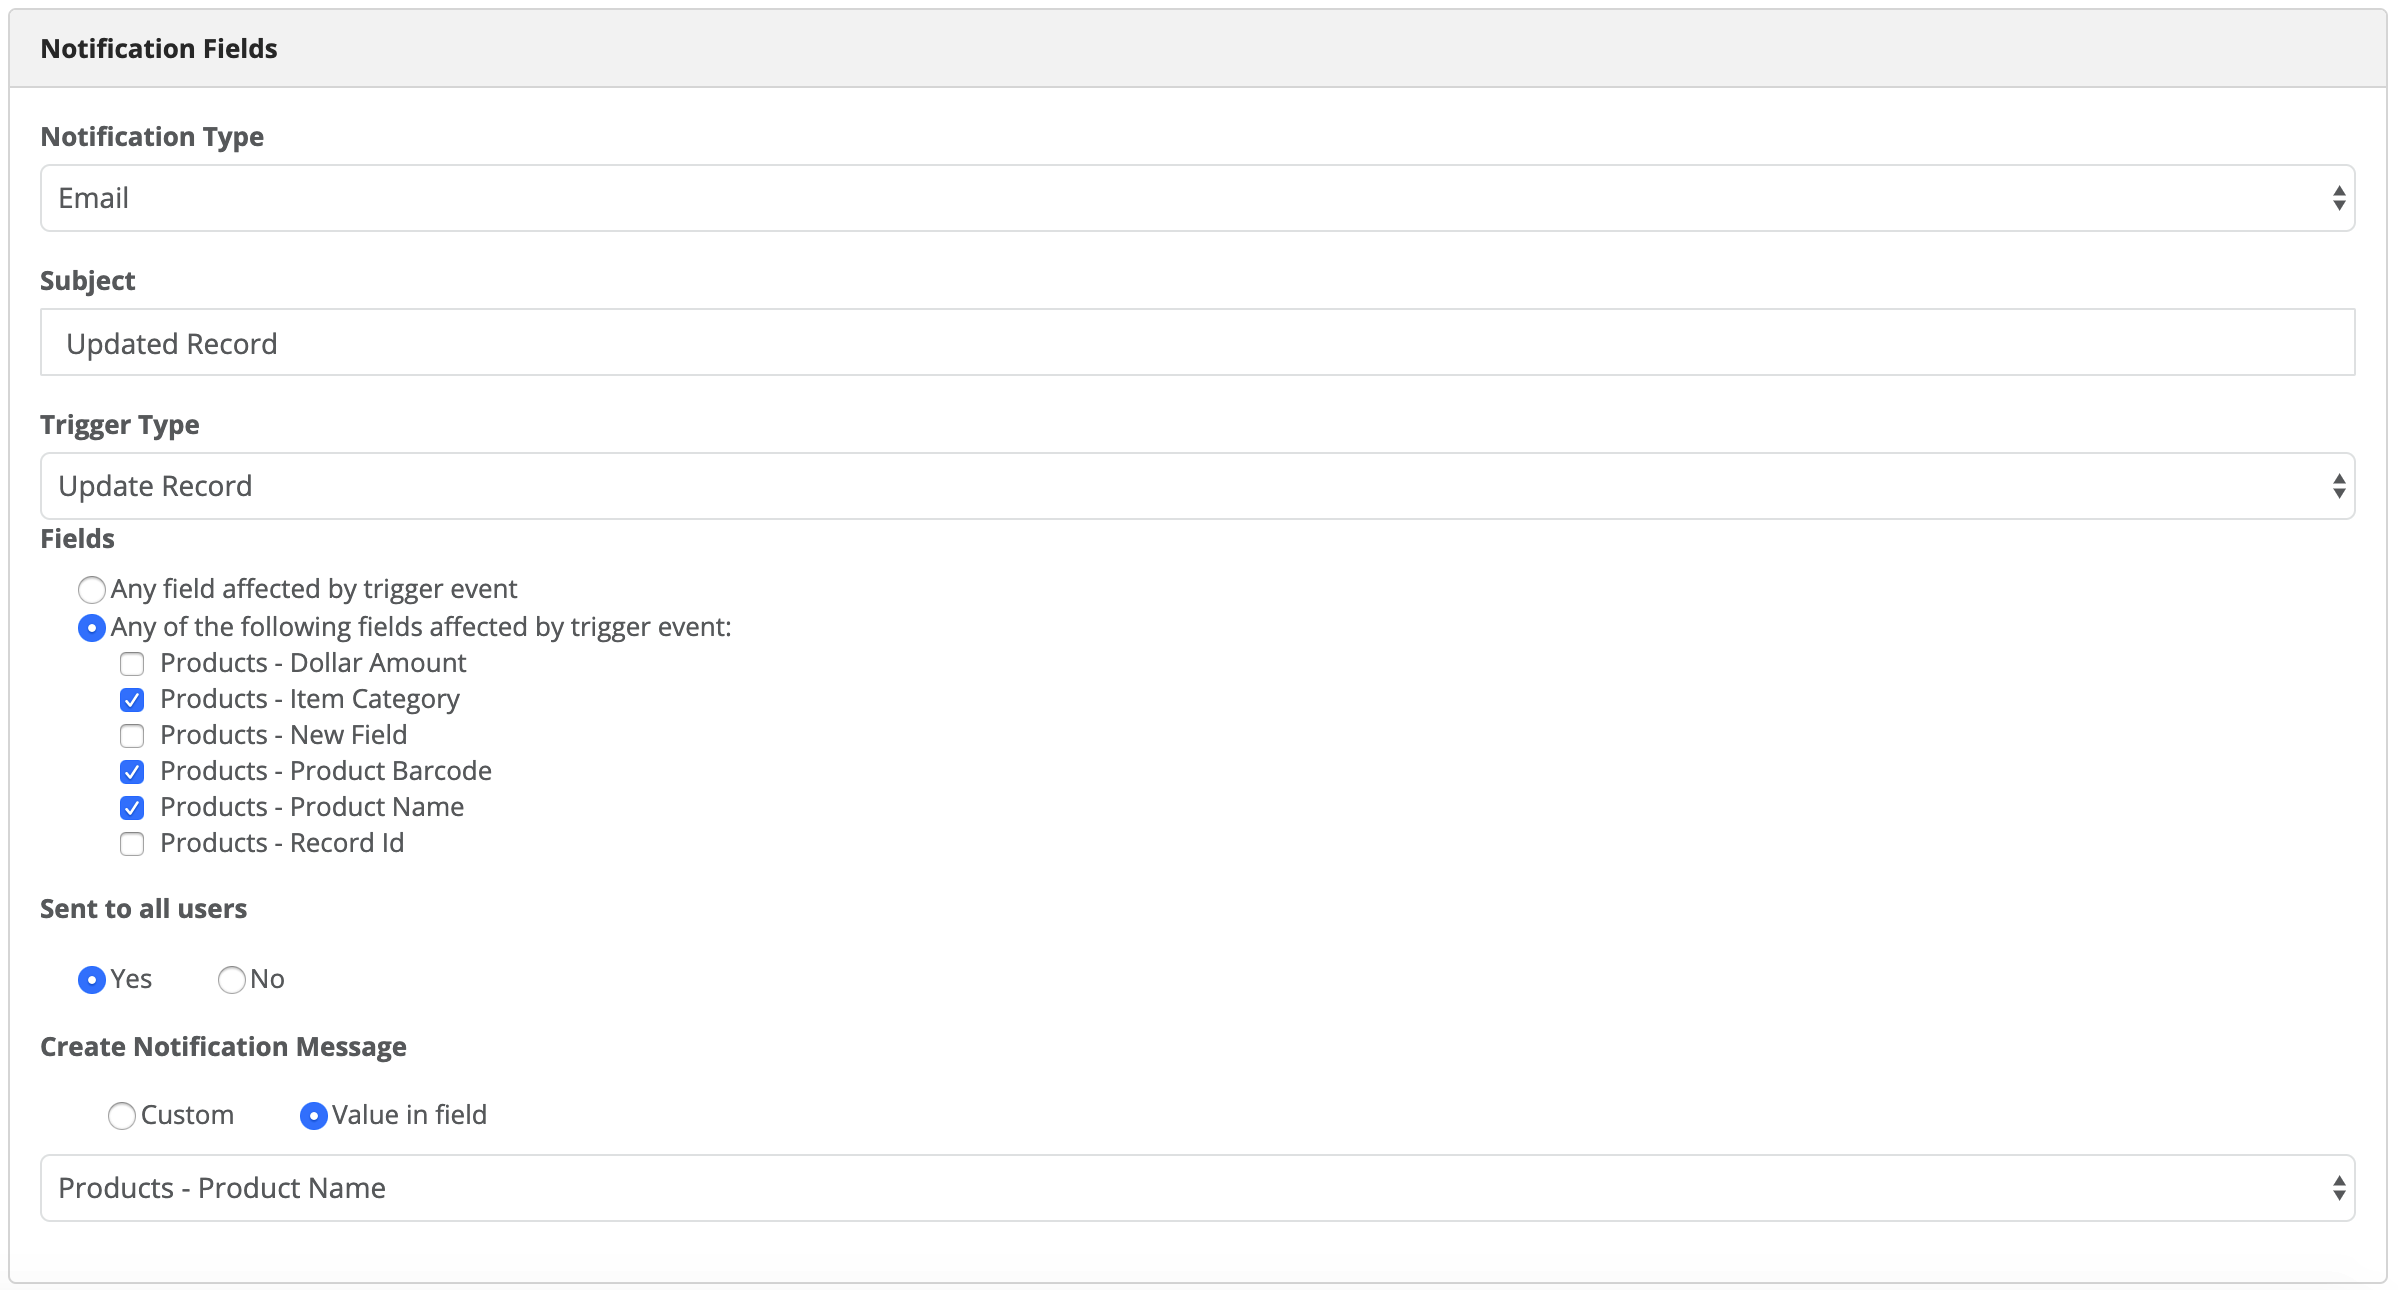 Notification Fields
Notification Type
Email
Subject
Updated Record
Trigger Type
Update Record
Fields
Any field affected by trigger event
Any of the following fields affected by trigger event:
Products - Dollar Amount
Products - Item Category
Products - New Field
Products - Product Barcode
Products - Product Name
Products - Record Id
Sent to all users
Yes No
Create Notification Message
Custom Value in field
Products - Product Name